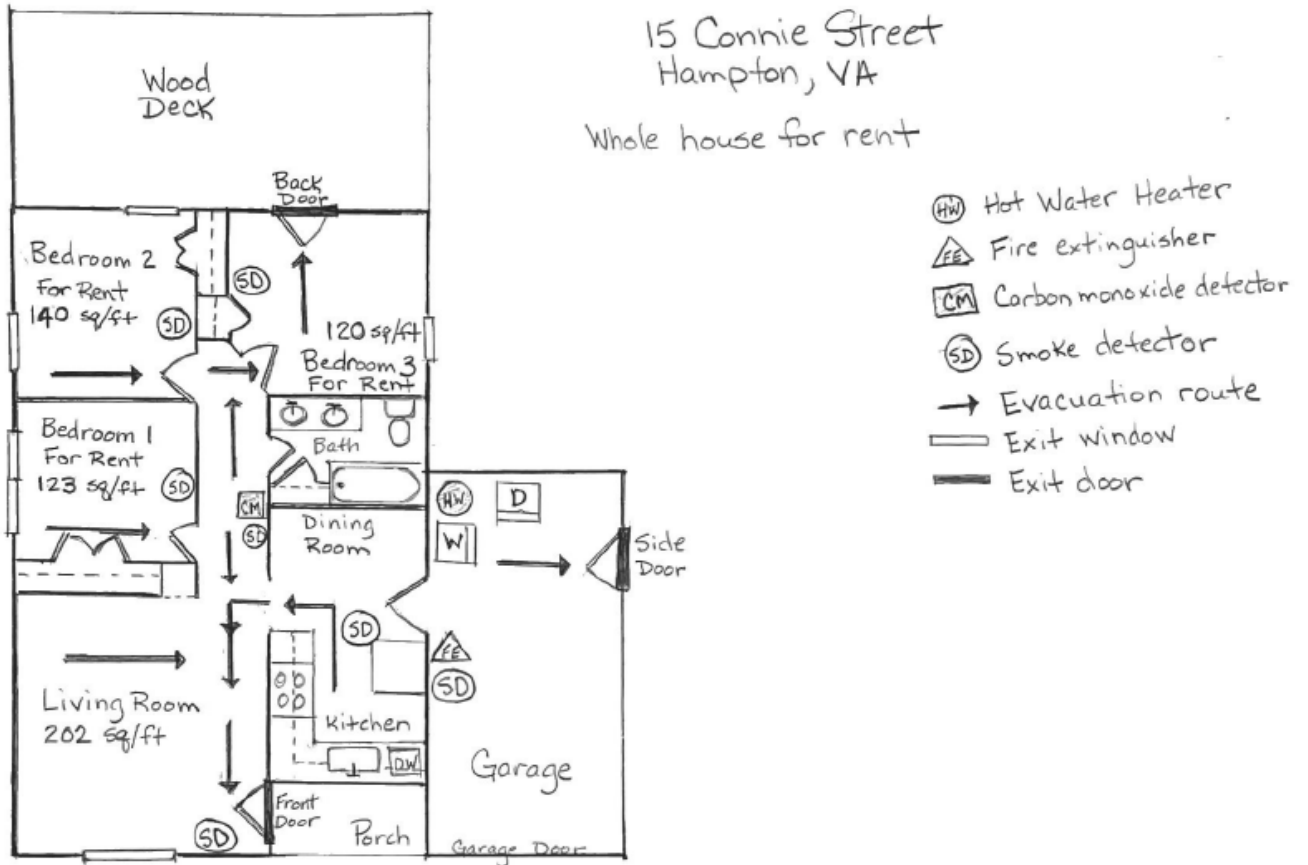 15 Connie Street
Hampton, VA
Whole house for rent
HW Hot Water Heater
FE Fire extinguisher
CM Carbon monoxide detector
SD Smoke detector
Evacuation route
Exit window
Exit door
Wood
Deck
Back
Door
Bedroom 2
For Rent
140 sq/ft
SD
SD
120 sq/ft
Bedroom 3
For Rent
Bedroom 1
For Rent
123 sq/ft
SD
Bath
CM
SD
Dining
Room
HW
D
W
Side
Door
SD
FE
SD
Living Room
202 sq/ft
Kitchen
DW
Garage
Front
Door
Porch
SD
Garage Door